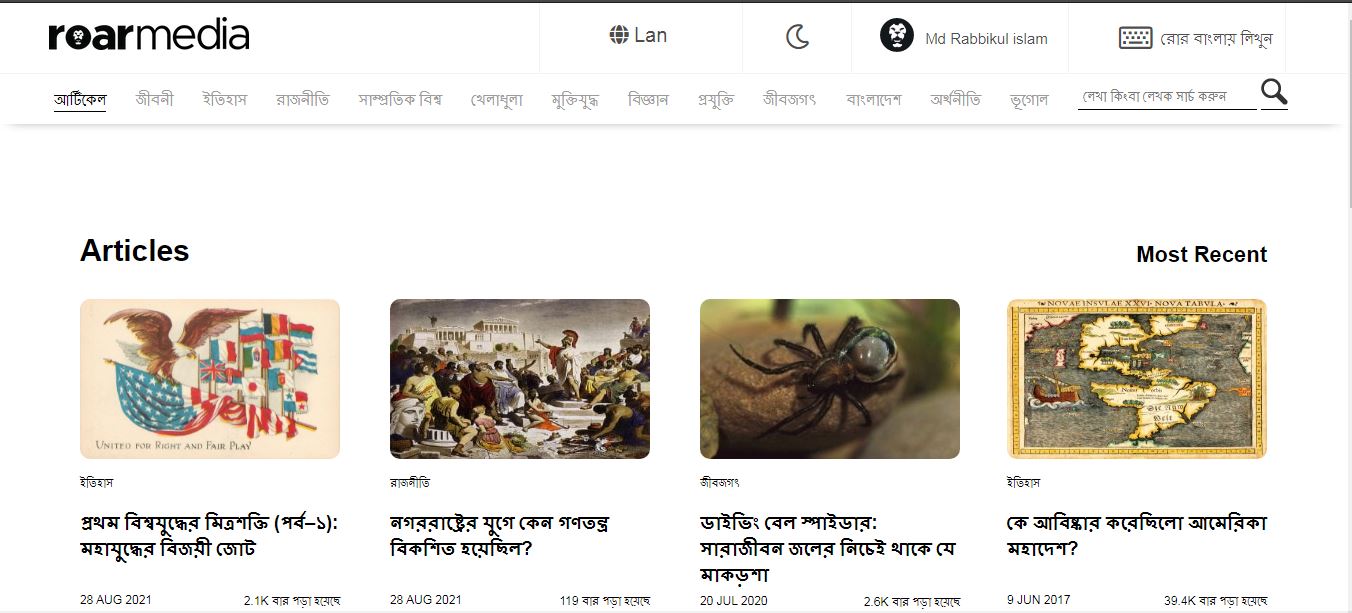 roarmedia
Lan
Md Rabbikul islam
রোর বাংলায় লিখুন
আর্টিকেল জীবনী ইতিহাস রাজনীতি সাম্প্রতিক বিশ্ব খেলাধুলা মুক্তিযুদ্ধ বিজ্ঞান প্রযুক্তি জীবজগৎ বাংলাদেশ অর্থনীতি ভূগোল লেখা কিংবা লেখক সার্চ করুন
Articles
Most Recent
UNITED FOR RIGHT AND FAIR PLAY
ইতিহাস
প্রথম বিশ্বযুদ্ধের মিত্রশক্তি (পর্ব–১):
মহাযুদ্ধের বিজয়ী জোট
28 AUG 2021 2.1K বার পড়া হয়েছে
রাজনীতি
নগররাষ্ট্রের যুগে কেন গণতন্ত্র
বিকশিত হয়েছিল?
28 AUG 2021 119 বার পড়া হয়েছে
জীবজগৎ
ডাইভিং বেল স্পাইডার:
সারাজীবন জলের নিচেই থাকে যে
মাকড়শা
20 JUL 2020 2.6K বার পড়া হয়েছে
NOVAE INSVLAE XXVI· NOVA TABVLA·
ইতিহাস
কে আবিষ্কার করেছিলো আমেরিকা
মহাদেশ?
9 JUN 2017 39.4K বার পড়া হয়েছে